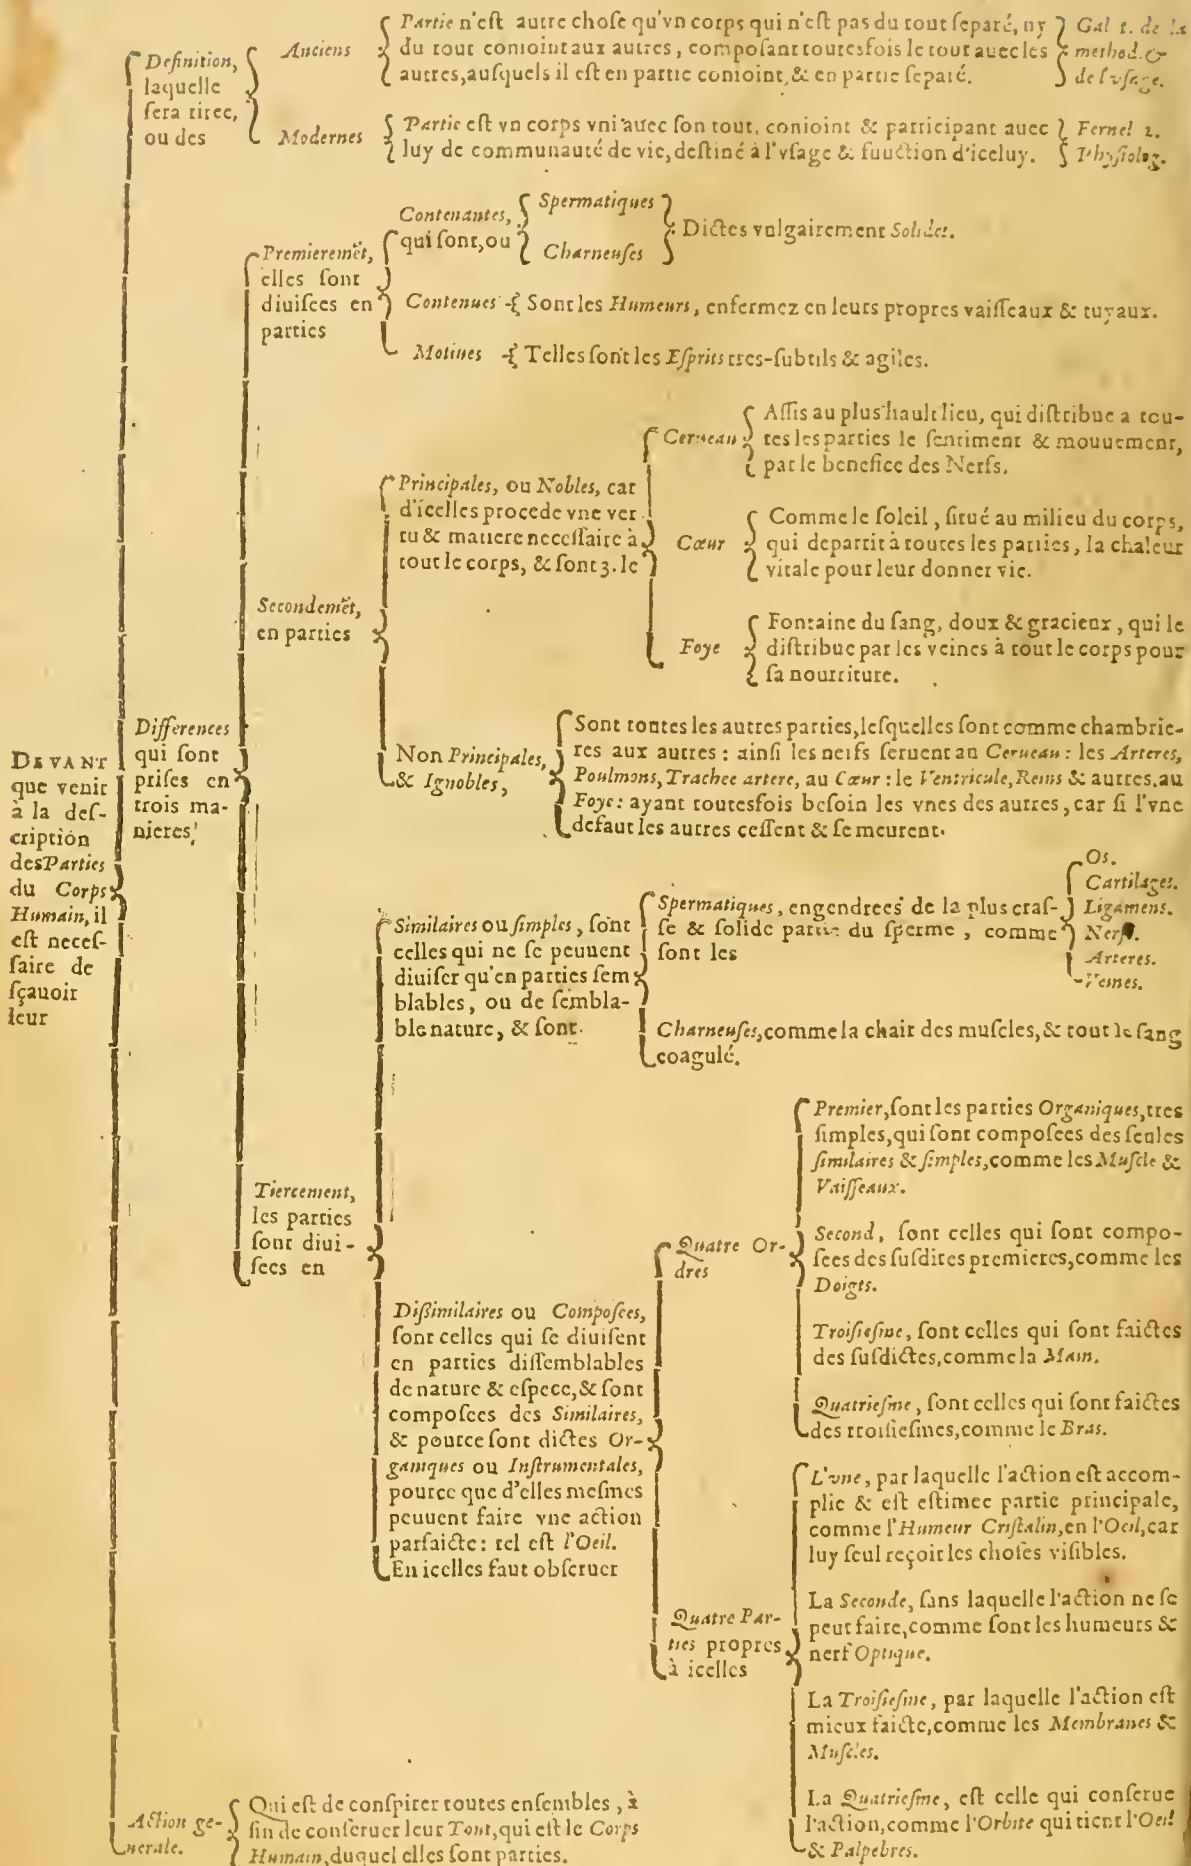 DEVANT
que venir
à la des-
cription
des Parties
du Corps
Humain, il
est neces-
saire de
sçauoir
leur
Definition,
laquelle
sera tiree,
ou des
Anciens
Partie n'est autre chose qu'vn corps qui n'est pas du tout separé, ny
du tout conioint aux autres, composant toutesfois le tout auec les
autres, ausquels il est en partie conioint, & en partie separé.
Gal 1. de la
method. &
de l'vsage.
Modernes
Partie est vn corps vni auec son tout, conioint & participant auec
luy de communauté de vie, destiné à l'vsage & fuuction d'iceluy.
Fernel 2.
Physiolog.
Differences
qui sont
prises en
trois ma-
nieres,
Premieremēt,
elles sont
diuisees en
parties
Contenantes,
qui sont, ou
Spermatiques
Charneuses
Dictes vulgairement Solides.
Contenues
Sont les Humeurs, enfermez en leurs propres vaisseaux & tuyaux.
Motiues
Telles sont les Esprits tres-subtils & agiles.
Secondemēt,
en parties
Principales, ou Nobles, car
d'icelles procede vne ver
tu & matiere necessaire à
tout le corps, & sont 3. le
Cerueau
Assis au plus hault lieu, qui distribue a tou-
tes les parties le sentiment & mouuement,
par le benefice des Nerfs.
Cœur
Comme le soleil, situé au milieu du corps,
qui departit à toutes les parties, la chaleur
vitale pour leur donner vie.
Foye
Fontaine du sang, doux & gracieux, qui le
distribue par les veines à tout le corps pour
sa nourriture.
Non Principales,
& Ignobles,
Sont toutes les autres parties, lesquelles sont comme chambrie-
res aux autres: ainsi les nerfs seruent au Cerueau: les Arteres,
Poulmons, Trachee artere, au Cœur: le Ventricule, Reins & autres, au
Foye: ayant toutesfois besoin les vnes des autres, car si l'vne
defaut les autres cessent & se meurent.
Tiercement,
les parties
sont diui-
sees en
Similaires ou simples, sont
celles qui ne se peuuent
diuiser qu'en parties sem
blables, ou de sembla-
ble nature, & sont.
Spermatiques, engendrees de la plus cras-
se & solide partie du sperme, comme
sont les
Os.
Cartilages.
Ligamens.
Nerfs.
Arteres.
Veines.
Charneuses, comme la chair des muscles, & tout le sang
coagulé.
Dissimilaires ou Composees,
sont celles qui se diuisent
en parties dissemblables
de nature & espece, & sont
composees des Similaires,
& pource sont dictes Or-
ganiques ou Instrumentales,
pource que d'elles mesmes
peuuent faire vne action
parfaicte: tel est l'Oeil.
En icelles faut obseruer
Quatre Or-
dres
Premier, sont les parties Organiques, tres
simples, qui sont composees des seules
similaires & simples, comme les Muscle &
Vaisseaux.
Second, sont celles qui sont compo-
sees des susdites premieres, comme les
Doigts.
Troisiesme, sont celles qui sont faictes
des susdictes, comme la Main.
Quatriesme, sont celles qui sont faictes
des troisiesmes, comme le Bras.
Quatre Par-
ties propres
à icelles
L'vne, par laquelle l'action est accom-
plie & est estimee partie principale,
comme l'Humeur Cristalin, en l'Oeil, car
luy seul reçoit les choses visibles.
La Seconde, sans laquelle l'action ne se
peut faire, comme sont les humeurs &
nerf Optique.
La Troisiesme, par laquelle l'action est
mieux faicte, comme les Membranes &
Muscles.
La Quatriesme, est celle qui conserue
l'action, comme l'Orbite qui tient l'Oeil
& Palpebres.
Action ge-
nerale.
Qui est de conspirer toutes ensembles, à
fin de conseruer leur Tout, qui est le Corps
Humain, duquel elles sont parties.